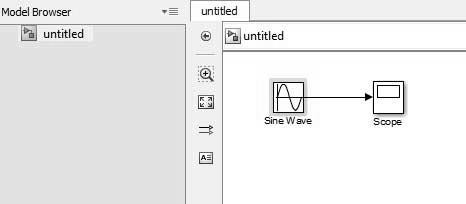 Model Browser
untitled
untitled
untitled
Sine Wave
Scope